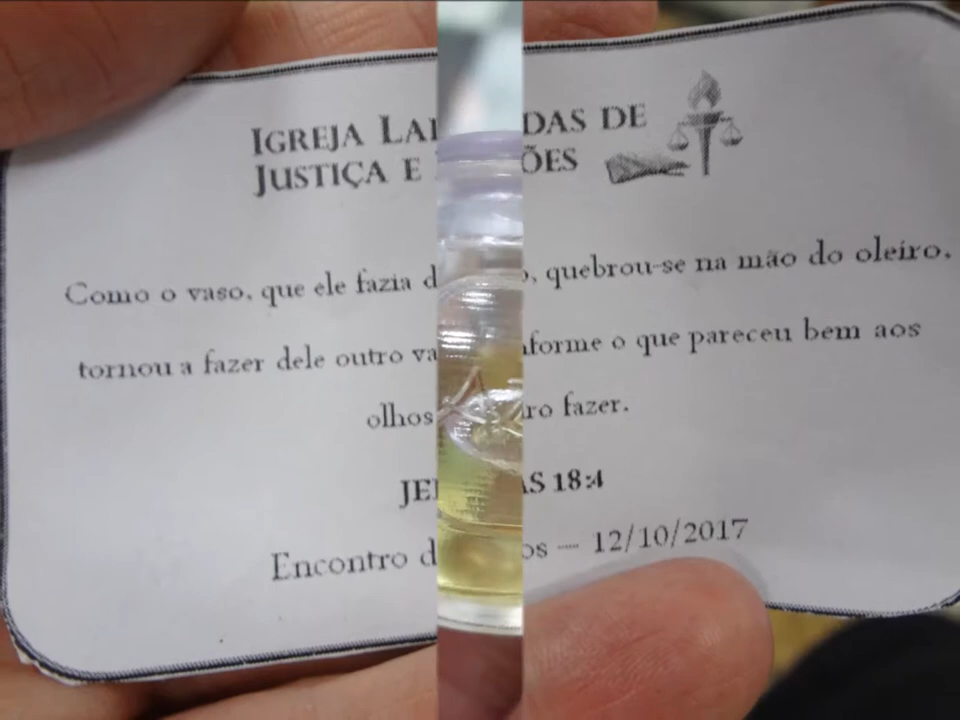 IGREJA LA DAS DE
JUSTIÇA E ÕES
Como o vaso, que ele fazia d o, quebrou-se na mão do oleiro,
tornou a fazer dele outro va nforme o que pareceu bem aos
olhos ro fazer.
JE AS 18:4
Encontro d os — 12/10/2017